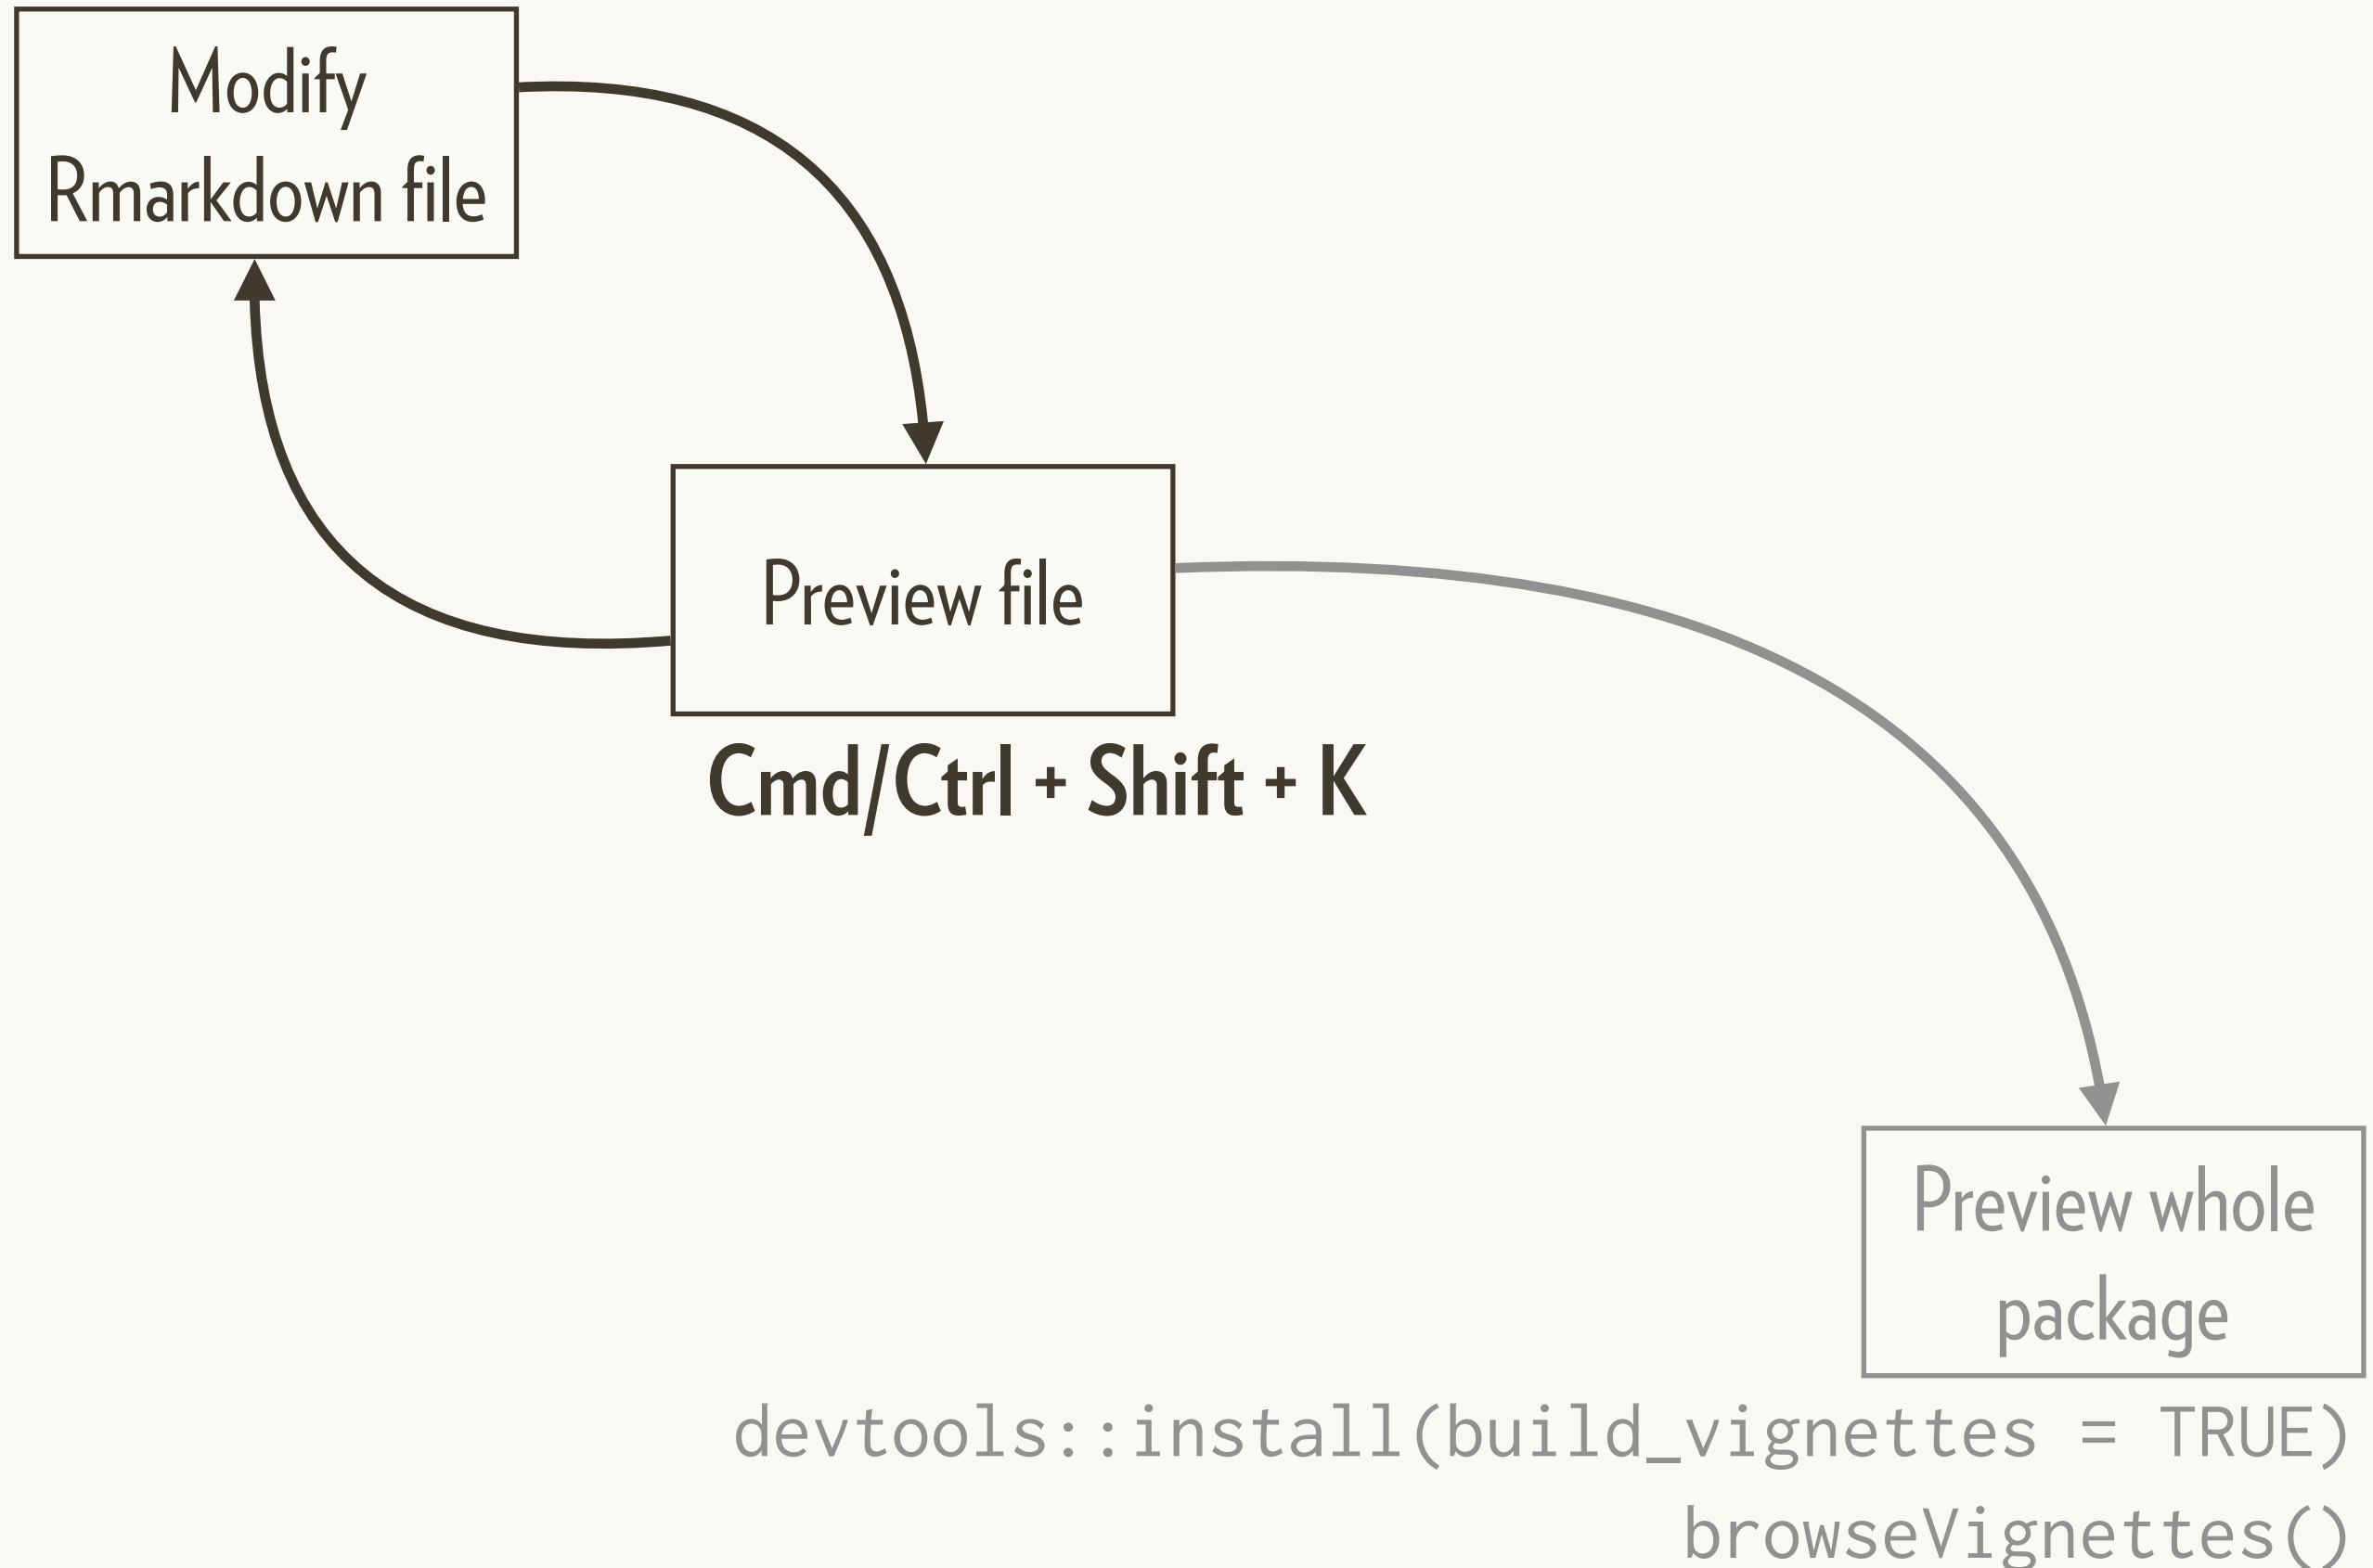 Modify
Rmarkdown file
Preview file
Cmd/Ctrl + Shift + K
Preview whole
package
devtools::install(build_vignettes = TRUE)
browseVignettes()